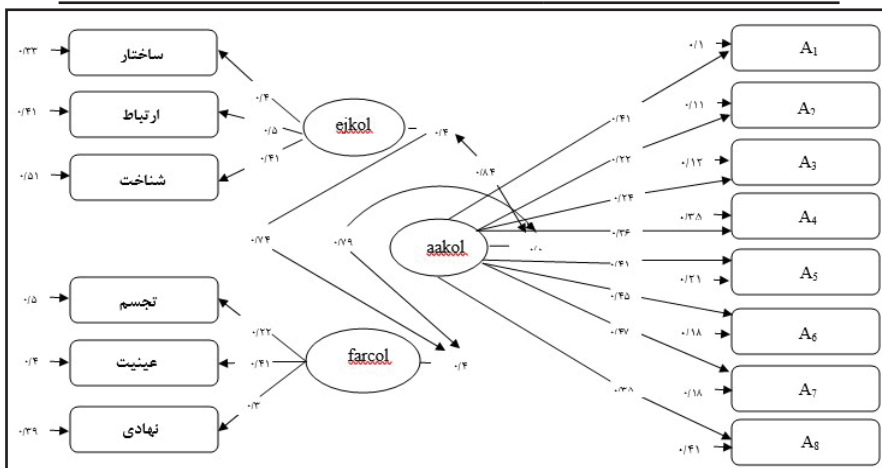 ۰/۳۳
ساختار
۰/۴۱
ارتباط
۰/۵۱
شناخت
۰/۴
۰/۵
۰/۴۱
ejkol
۰/۴
۰/۸۴
۰/۷۴
۰/۷۹
aakol
۰/۰
۰/۵
تجسم
۰/۴
عینیت
۰/۳۹
نهادی
۰/۲۲
۰/۴۱
۰/۳
farcol
۰/۴
۰/۴۱
۰/۲۲
۰/۲۴
۰/۳۶
۰/۴۱
۰/۴۵
۰/۴۷
۰/۳۸
۰/۱
A1
۰/۱۱
A2
۰/۱۲
A3
۰/۳۸
A4
۰/۲۱
A5
۰/۱۸
A6
۰/۱۸
A7
۰/۴۱
A8